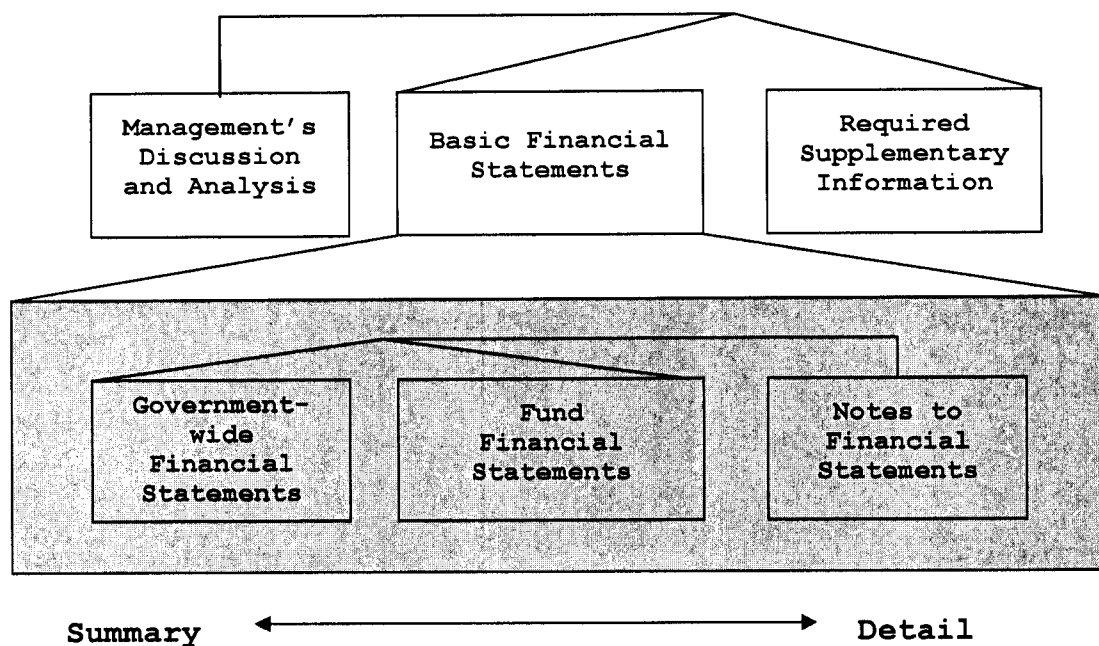 Management's
Discussion
and Analysis
Basic Financial
Statements
Required
Supplementary
Information
Government-
wide
Financial
Statements
Fund
Financial
Statements
Notes to
Financial
Statements
Summary
Detail